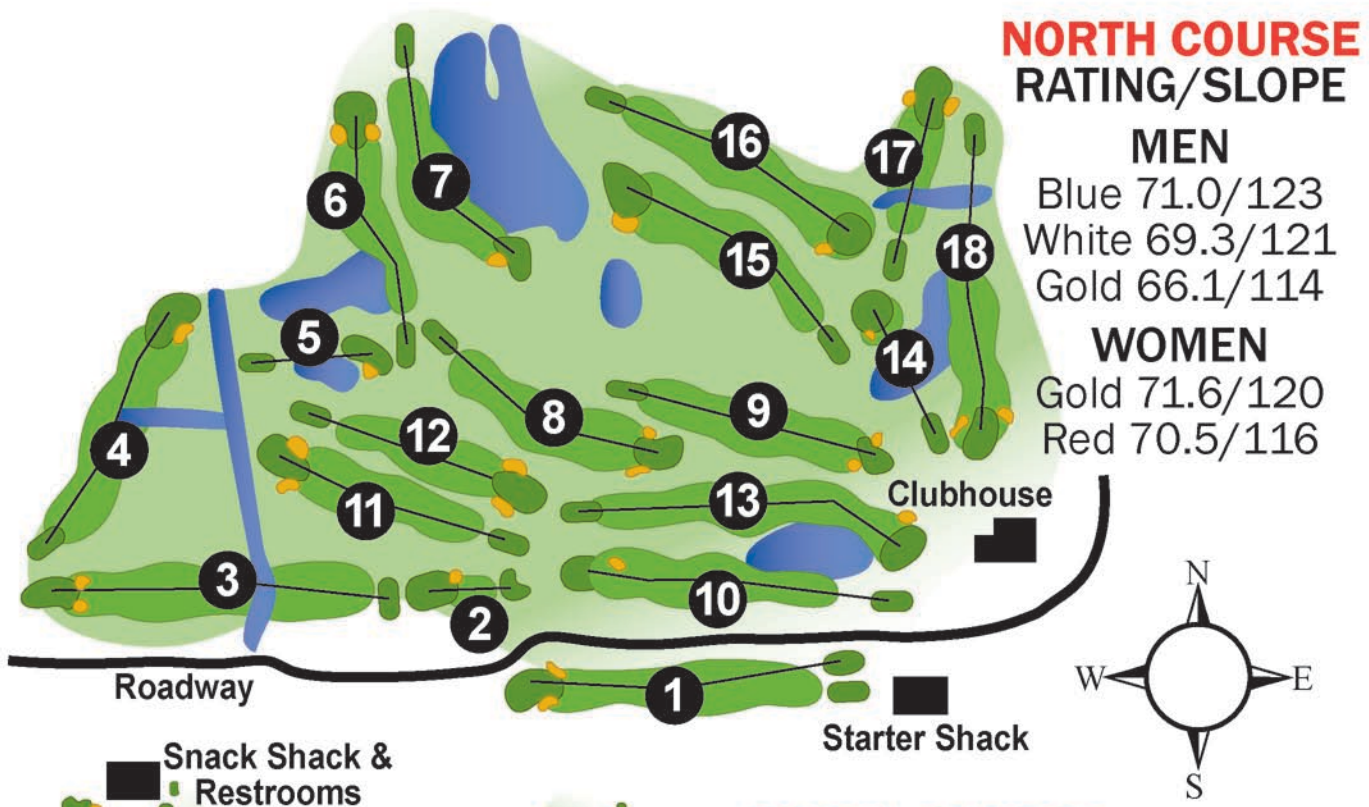 NORTH COURSE
RATING/SLOPE
MEN
Blue 71.0/123
White 69.3/121
Gold 66.1/114
WOMEN
Gold 71.6/120
Red 70.5/116
16
17
7
6
18
15
5
14
9
8
12
4
13
11
Clubhouse
3
10
2
1
Roadway
Starter Shack
Snack Shack &
Restrooms
N
W
E
S